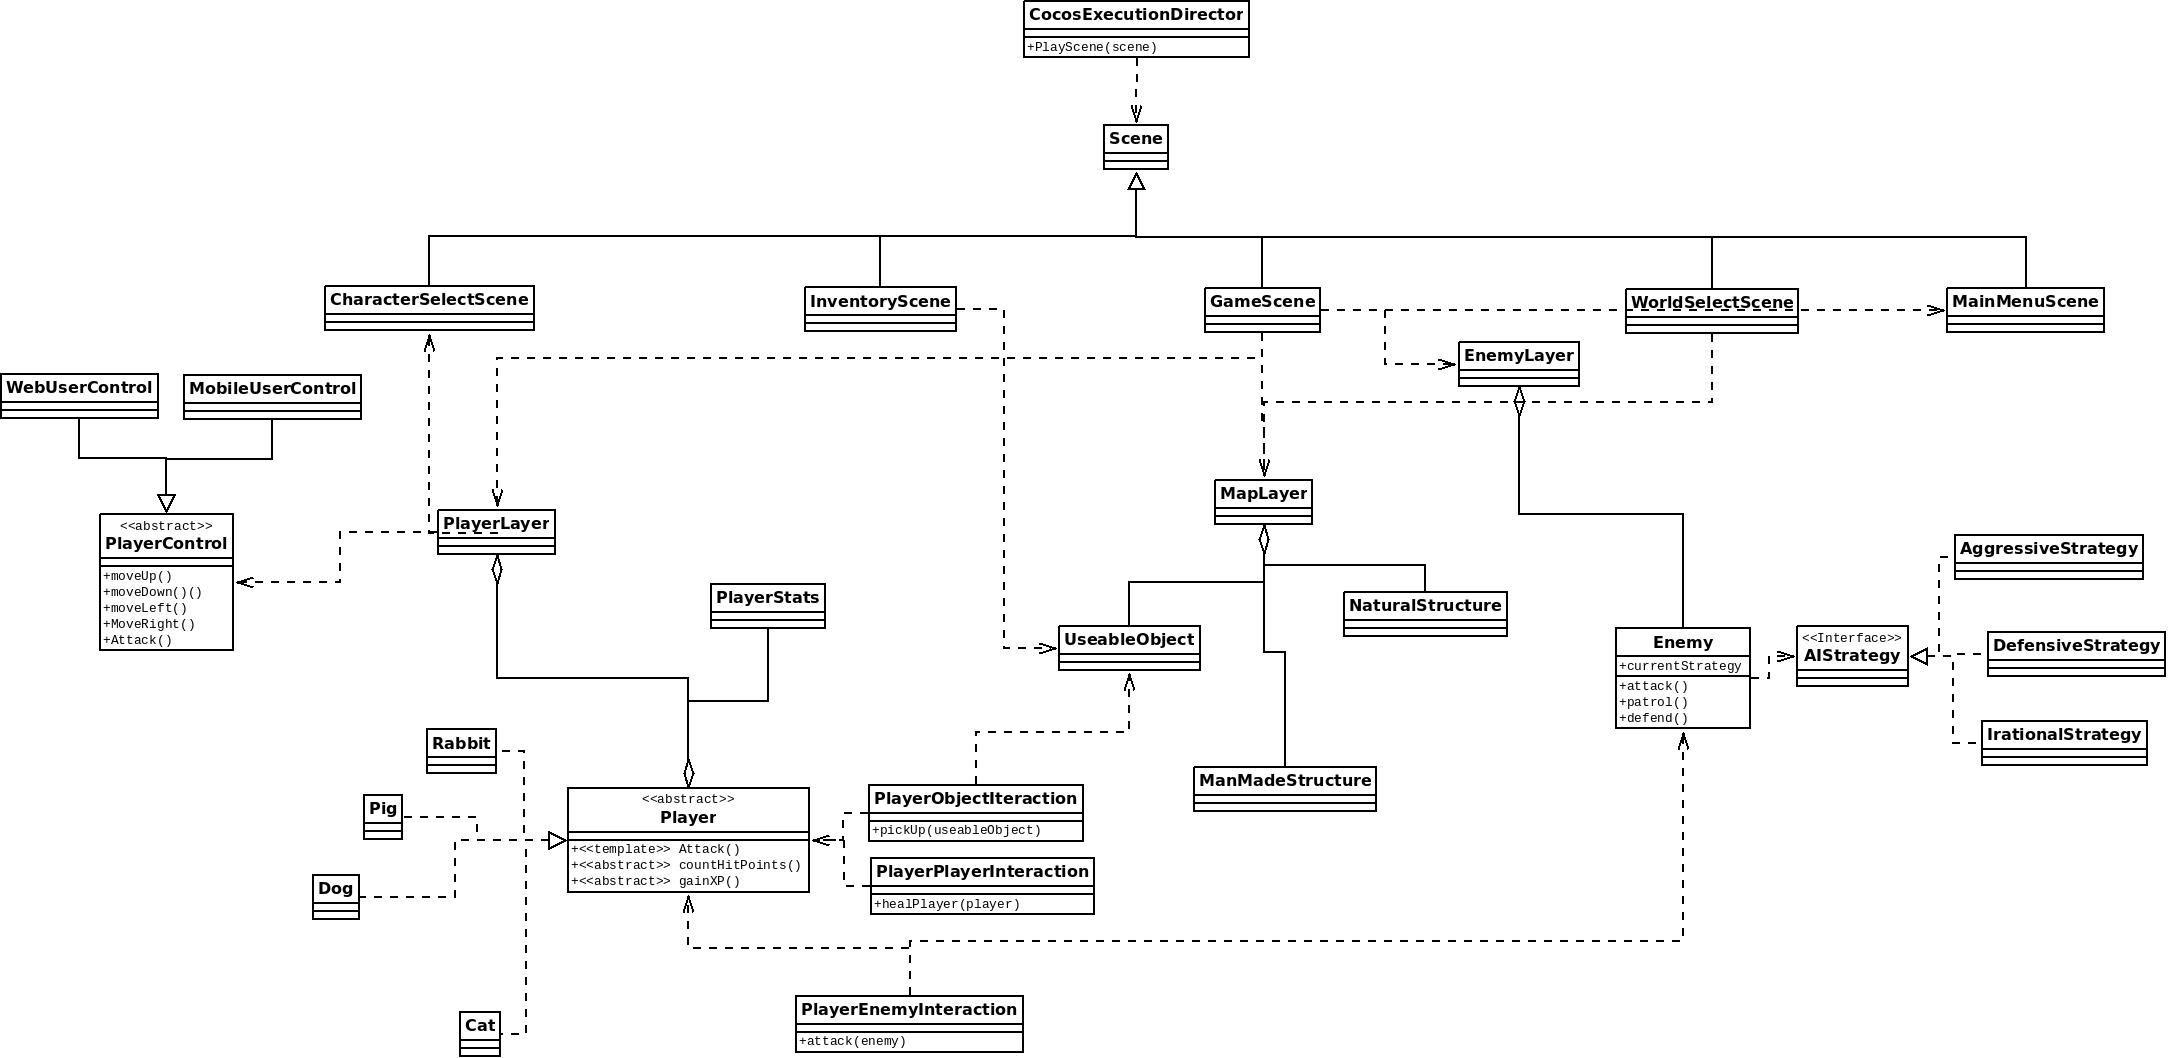 CocosExecutionDirector
+PlayScene(scene)
Scene
CharacterSelectScene
InventoryScene
GameScene
WorldSelectScene
MainMenuScene
EnemyLayer
WebUserControl
MobileUserControl
MapLayer
PlayerLayer
<<abstract>>
PlayerControl
+moveUp()
+moveDown()()
+moveLeft()
+MoveRight()
+Attack()
AggressiveStrategy
PlayerStats
NaturalStructure
UseableObject
Enemy
+currentStrategy
+attack()
+patrol()
+defend()
<<Interface>>
AIStrategy
DefensiveStrategy
IrationalStrategy
Rabbit
ManMadeStructure
Pig
<<abstract>>
Player
+<<template>> Attack()
+<<abstract>> countHitPoints()
+<<abstract>> gainXP()
PlayerObjectIteraction
+pickUp(useableObject)
PlayerPlayerInteraction
+healPlayer(player)
Dog
Cat
PlayerEnemyInteraction
+attack(enemy)